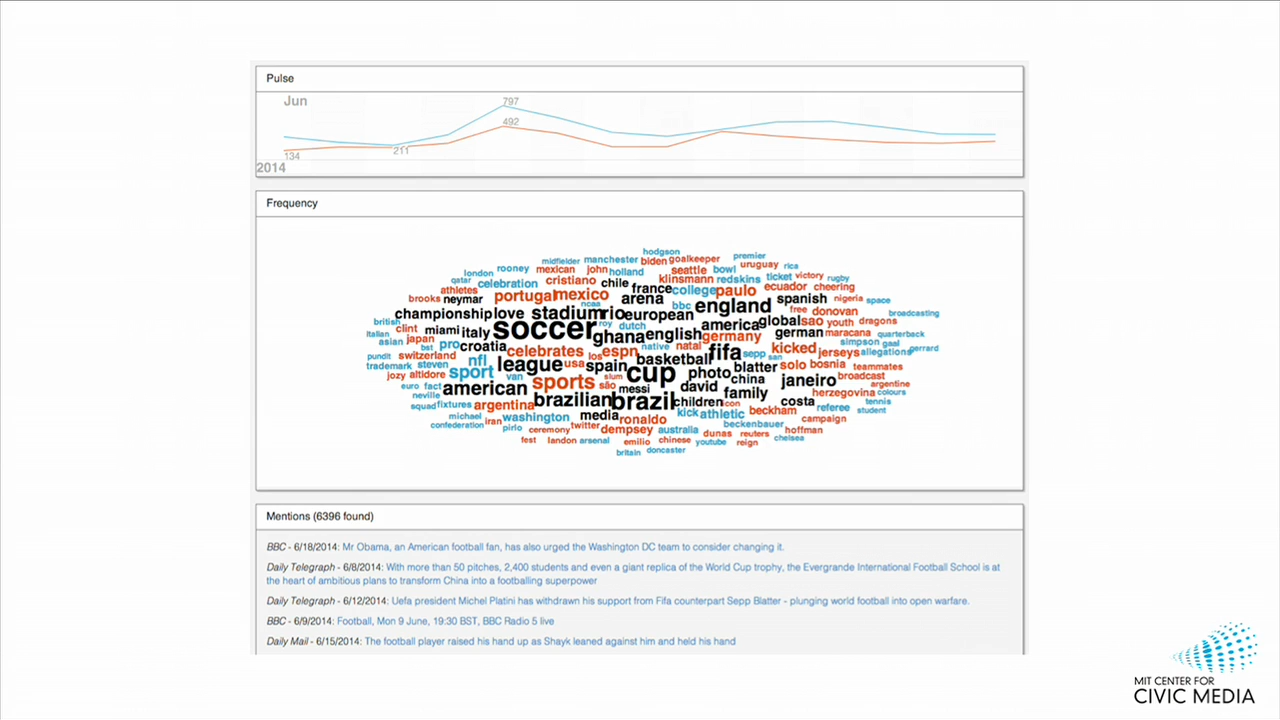 Pulse
Jun
797
492
134
211
2014
Frequency
hodgson
midfielder manchester biden goalkeeper premier
london rooney mexican john holland seattle bowl uruguay rica
qatar celebration cristiano chile france klinsmann redskins ticket victory rugby
athletes portugal mexico ncaa arena college paulo ecuador cheering
brooks neymar bbc england spanish nigeria space
championship love stadium rio european america global sao free donovan broadcasting
british clint miami italy soccer roy dutch ghana english germany german youth dragons
italian maracana quarterback
asian japan bst pro croatia native natal fifa kicked simpson gaal
pundit switzerland nfl celebrates los espn basketball sepp san jerseys allegations gerrard
trademark steven sport league usa spain cup photo blatter solo bosnia teammates
jozy altidore van slum china janeiro broadcast
euro fact american sports são messi david family herzegovina argentine
neville brazilian brazil children icon costa colours
squad fixtures argentina media kick athletic beckham referee tennis
michael washington ronaldo campaign student
confederation iran pirlo ceremony twitter dempsey australia beckenbauer hoffman
fest landon arsenal emilio chinese dunas reuters chelsea
youtube reign
britain doncaster
Mentions (6396 found)
BBC - 6/18/2014: Mr Obama, an American football fan, has also urged the Washington DC team to consider changing it.
Daily Telegraph - 6/8/2014: With more than 50 pitches, 2,400 students and even a giant replica of the World Cup trophy, the Evergrande International Football School is at
the heart of ambitious plans to transform China into a footballing superpower
Daily Telegraph - 6/12/2014: Uefa president Michel Platini has withdrawn his support from Fifa counterpart Sepp Blatter - plunging world football into open warfare.
BBC - 6/9/2014: Football, Mon 9 June, 19:30 BST, BBC Radio 5 live
Daily Mail - 6/15/2014: The football player raised his hand up as Shayk leaned against him and held his hand
MIT CENTER FOR
CIVIC MEDIA